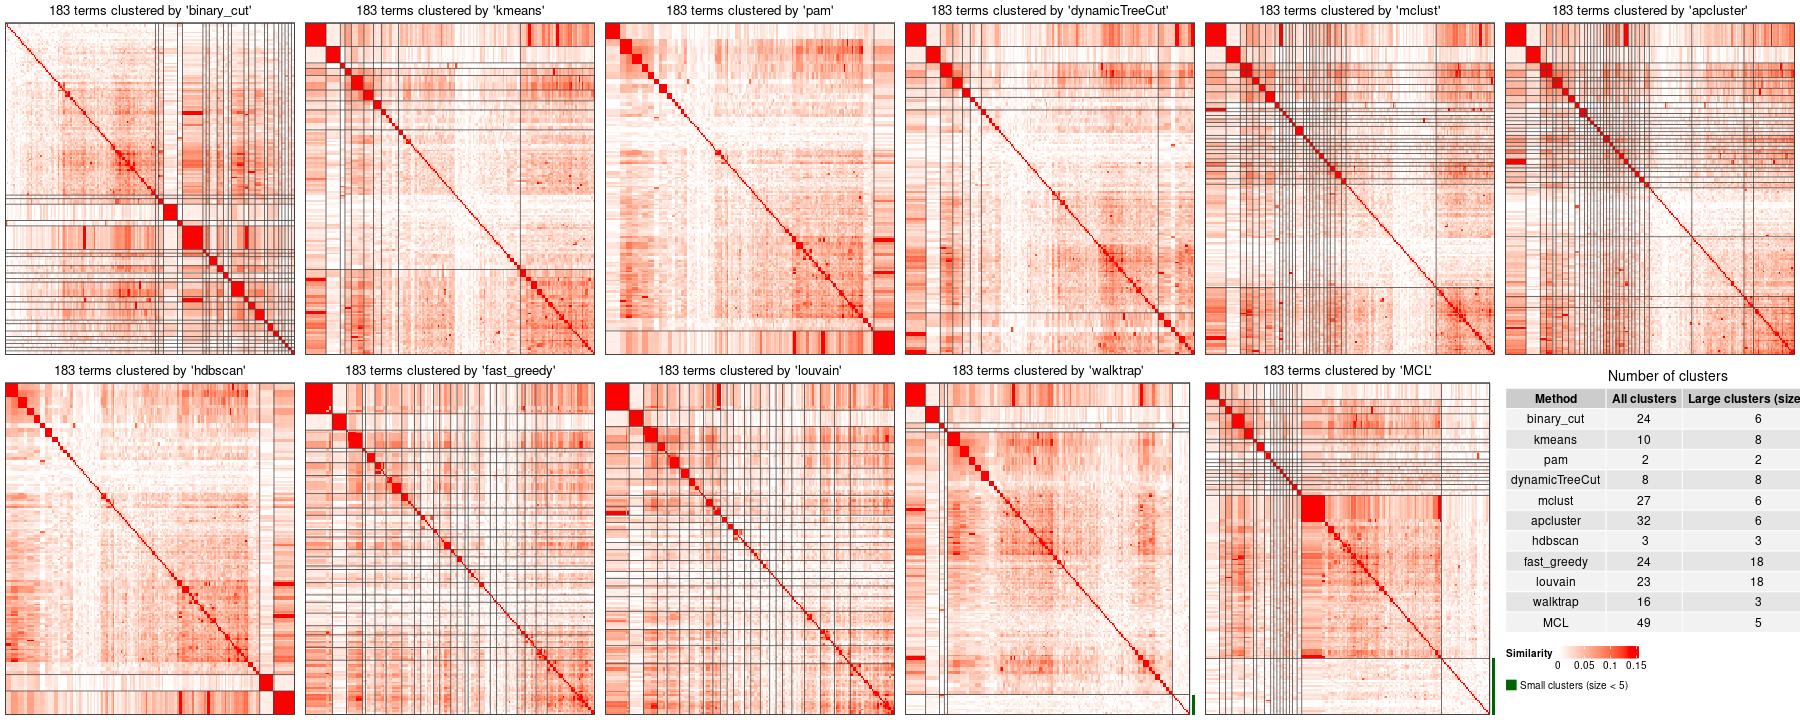 183 terms clustered by 'binary_cut'
183 terms clustered by 'kmeans'
183 terms clustered by 'pam'
183 terms clustered by 'dynamicTreeCut'
183 terms clustered by 'mclust'
183 terms clustered by 'apcluster'
183 terms clustered by 'hdbscan'
183 terms clustered by 'fast_greedy'
183 terms clustered by 'louvain'
183 terms clustered by 'walktrap'
183 terms clustered by 'MCL'
Number of clusters
Method All clusters Large clusters (size
binary_cut 24 6
kmeans 10 8
pam 2 2
dynamicTreeCut 8 8
mclust 27 6
apcluster 32 6
hdbscan 3 3
fast_greedy 24 18
louvain 23 18
walktrap 16 3
MCL 49 5
Similarity
0 0.05 0.1 0.15
Small clusters (size < 5)